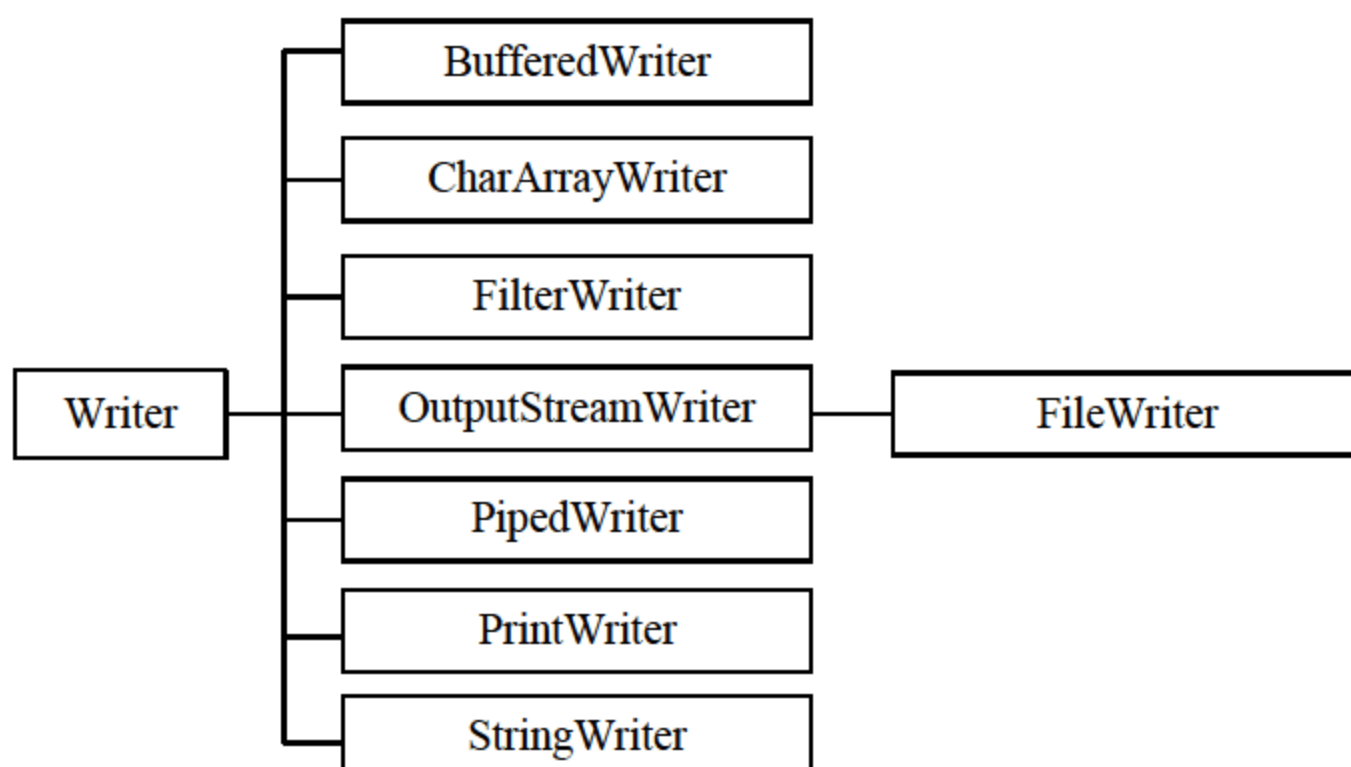 BufferedWriter
CharArrayWriter
FilterWriter
Writer
OutputStreamWriter
FileWriter
PipedWriter
PrintWriter
StringWriter